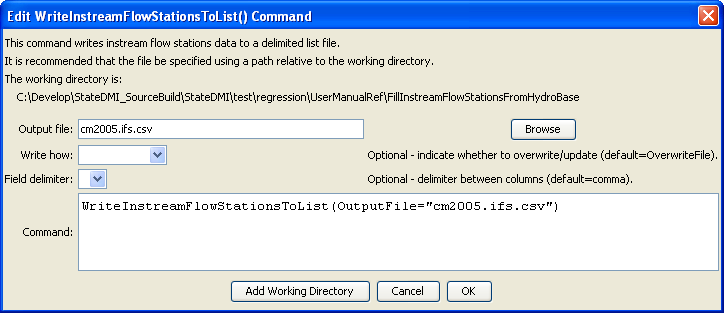 Edit WriteInstreamFlowStationsToList() Command
This command writes instream flow stations data to a delimited list file.
It is recommended that the file be specified using a path relative to the working directory.
The working directory is:
C:\Develop\StateDMI_SourceBuild\StateDMI\test\regression\UserManualRef\FillInstreamFlowStationsFromHydroBase
Output file: cm2005.ifs.csv Browse
Write how: Optional - indicate whether to overwrite/update (default=OverwriteFile).
Field delimiter: Optional - delimiter between columns (default=comma).
WriteInstreamFlowStationsToList(OutputFile="cm2005.ifs.csv")
Command:
Add Working Directory Cancel OK